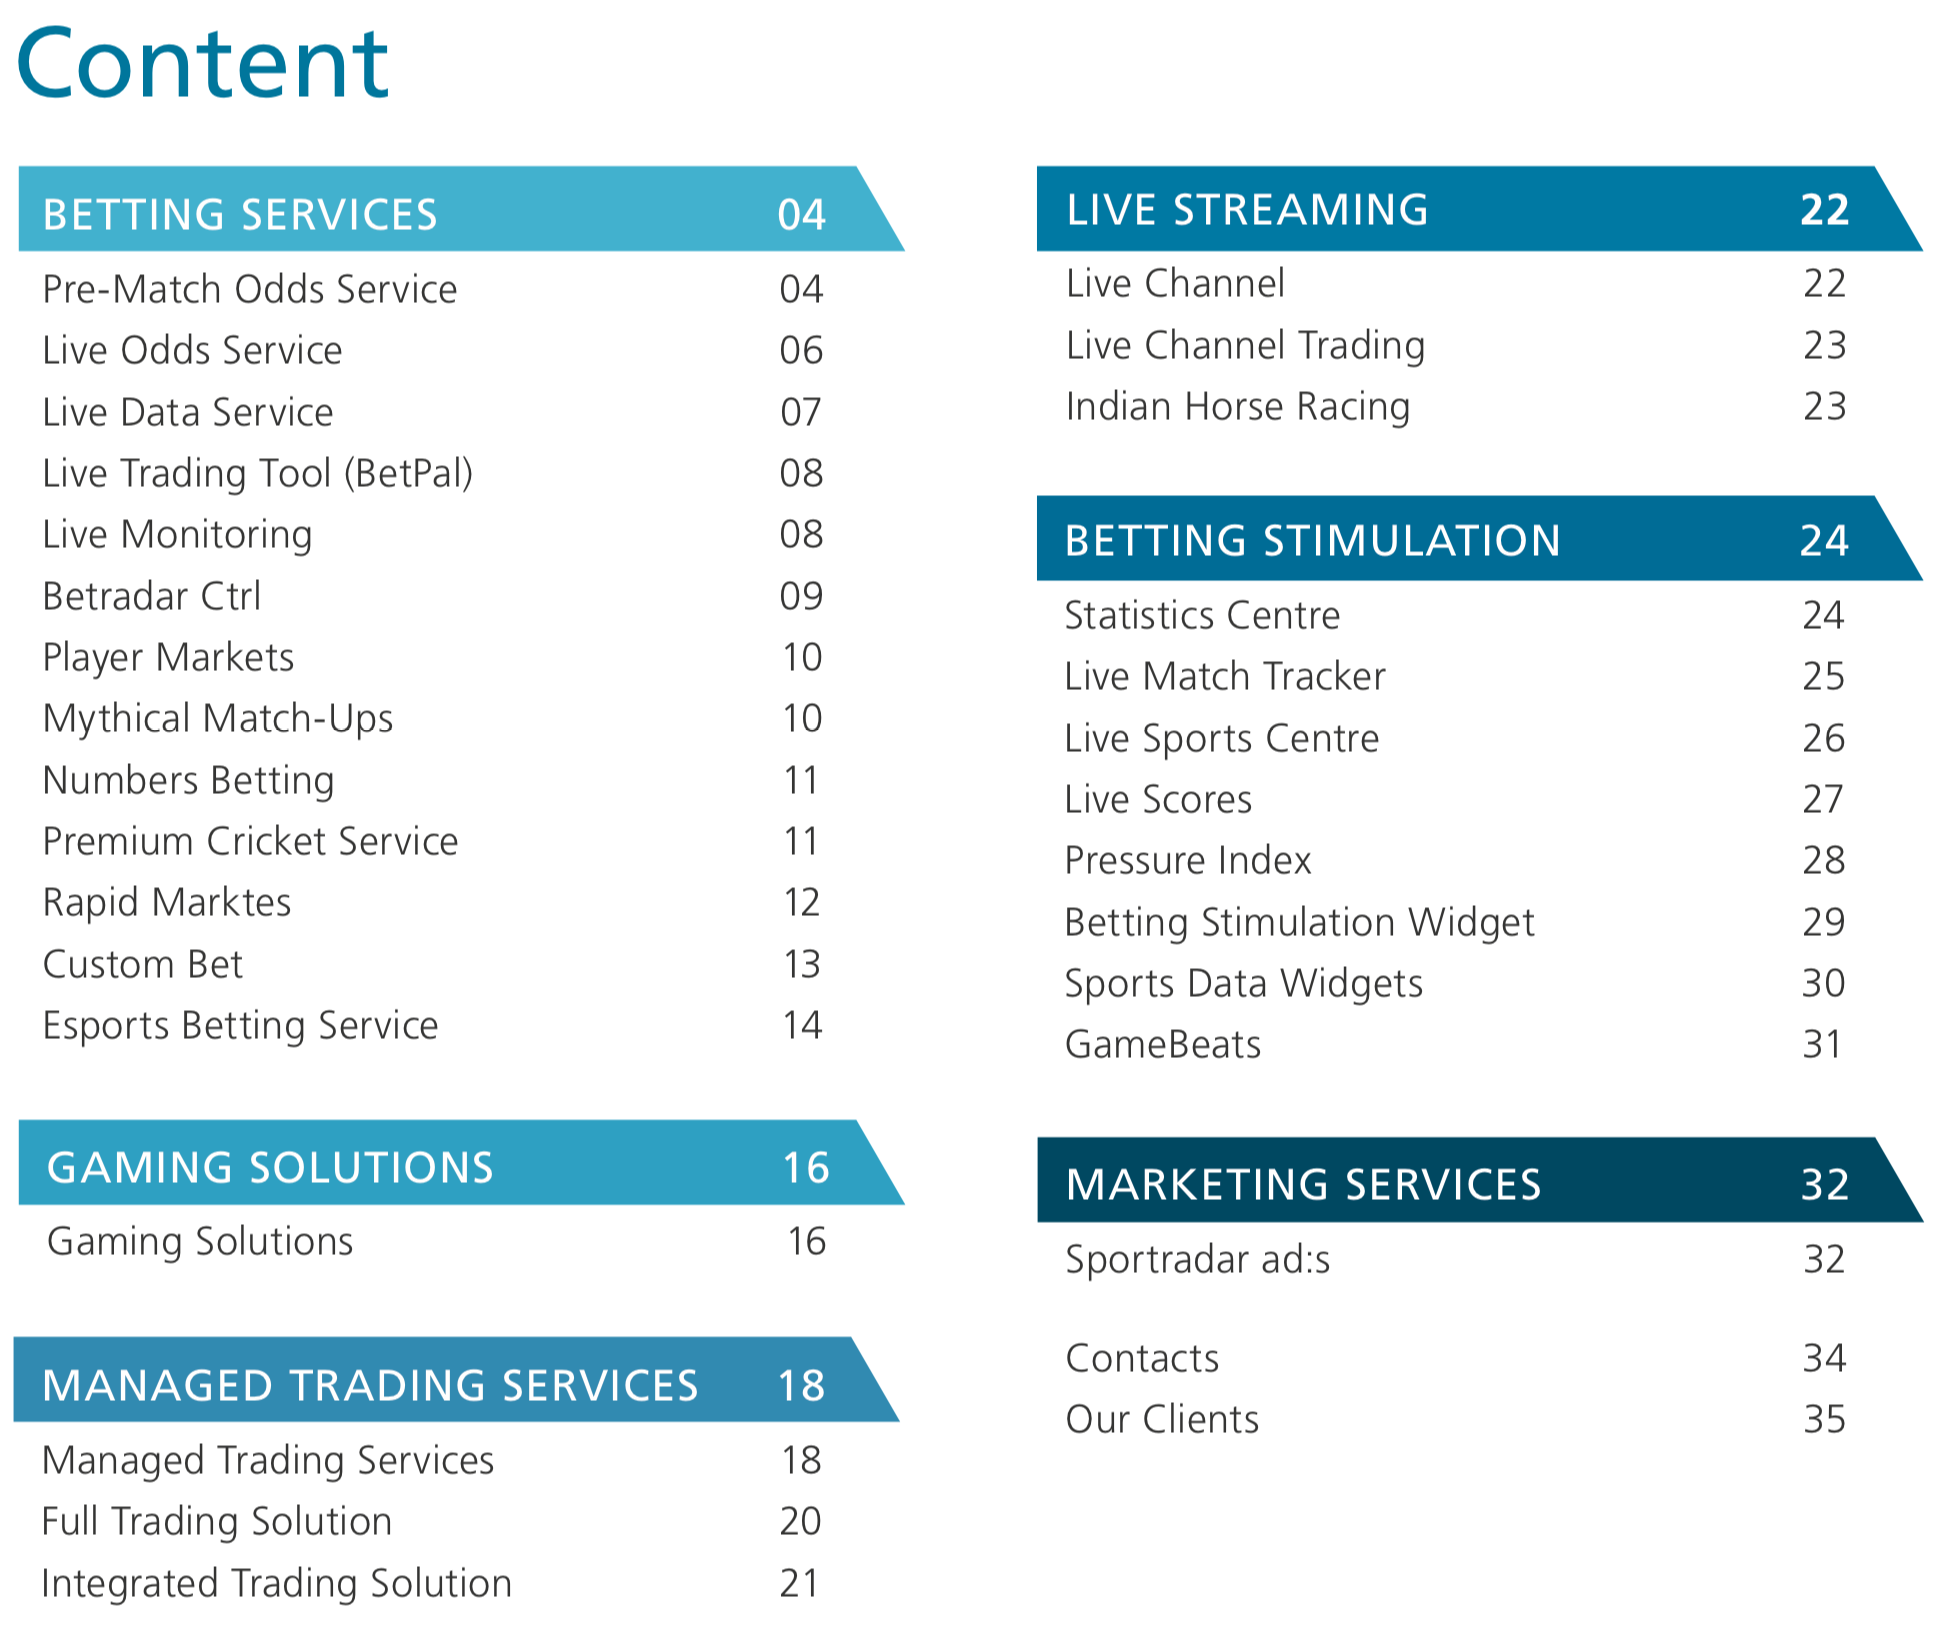 Content
BETTING SERVICES 04
Pre-Match Odds Service 04
Live Odds Service 06
Live Data Service 07
Live Trading Tool (BetPal) 08
Live Monitoring 08
Betradar Ctrl 09
Player Markets 10
Mythical Match-Ups 10
Numbers Betting 11
Premium Cricket Service 11
Rapid Marktes 12
Custom Bet 13
Esports Betting Service 14
GAMING SOLUTIONS 16
Gaming Solutions 16
MANAGED TRADING SERVICES 18
Managed Trading Services 18
Full Trading Solution 20
Integrated Trading Solution 21
LIVE STREAMING 22
Live Channel 22
Live Channel Trading 23
Indian Horse Racing 23
BETTING STIMULATION 24
Statistics Centre 24
Live Match Tracker 25
Live Sports Centre 26
Live Scores 27
Pressure Index 28
Betting Stimulation Widget 29
Sports Data Widgets 30
GameBeats 31
MARKETING SERVICES 32
Sportradar ad:s 32
Contacts 34
Our Clients 35